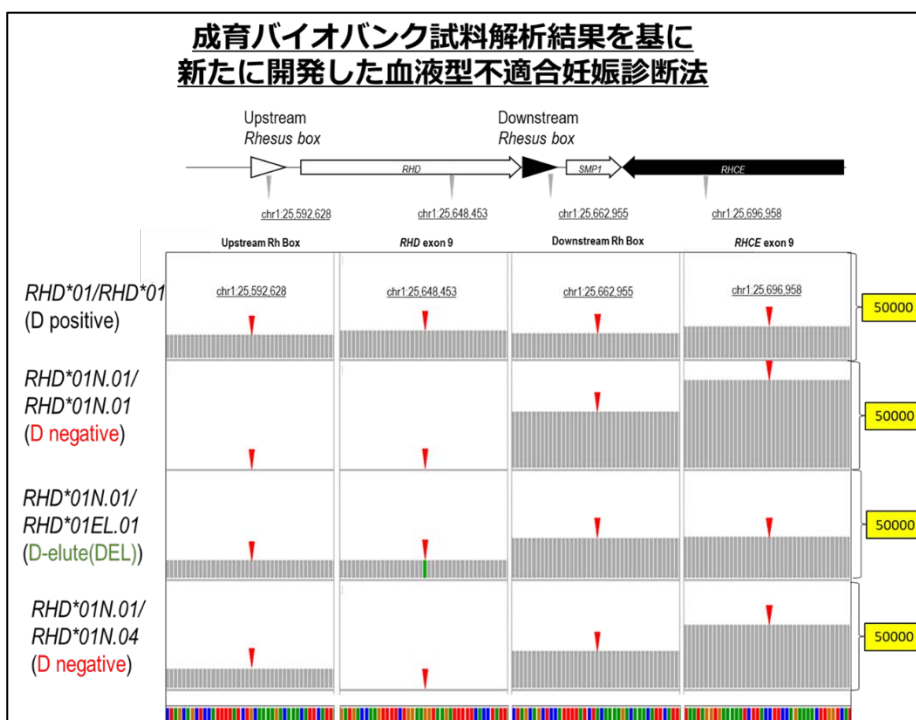 成育バイオバンク試料解析結果を基に
新たに開発した血液型不適合妊娠診断法
Upstream
Rhesus box
Downstream
Rhesus box
RHD
SMP1
RHCE
chr1:25,592,628
chr1:25,648,453
chr1:25,662,955
chr1:25,696,958
Upstream Rh Box
RHD exon 9
Downstream Rh Box
RHCE exon 9
RHD*01/RHD*01
(D positive)
chr1:25,592,628
chr1:25,648,453
chr1:25,662,955
chr1:25,696,958
50000
RHD*01N.01/
RHD*01N.01
(D negative)
50000
RHD*01N.01/
RHD*01EL.01
(D-elute(DEL))
50000
RHD*01N.01/
RHD*01N.04
(D negative)
50000